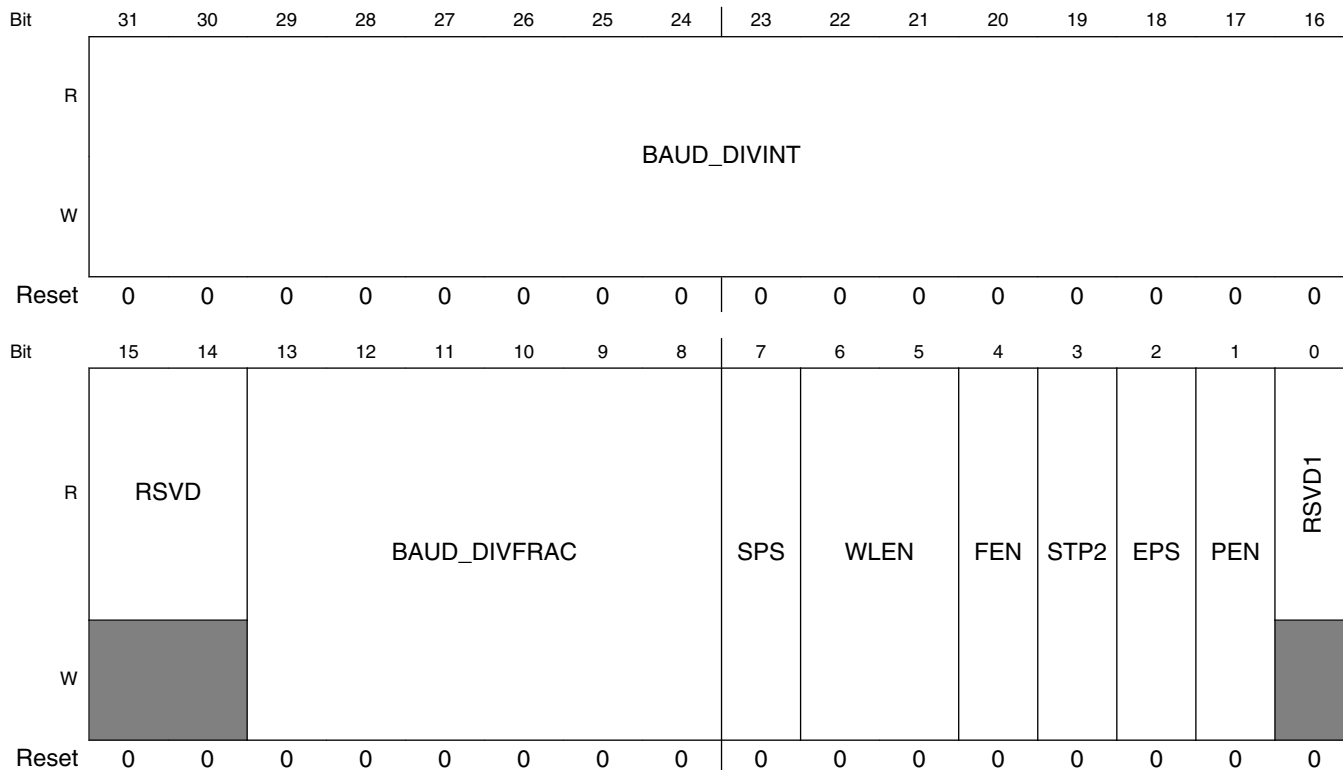 Bit 31 30 29 28 27 26 25 24 23 22 21 20 19 18 17 16
R
BAUD_DIVINT
W
Reset 0 0 0 0 0 0 0 0 0 0 0 0 0 0 0 0
Bit 15 14 13 12 11 10 9 8 7 6 5 4 3 2 1 0
R RSVD RSVD1
BAUD_DIVFRAC SPS WLEN FEN STP2 EPS PEN
W
Reset 0 0 0 0 0 0 0 0 0 0 0 0 0 0 0 0